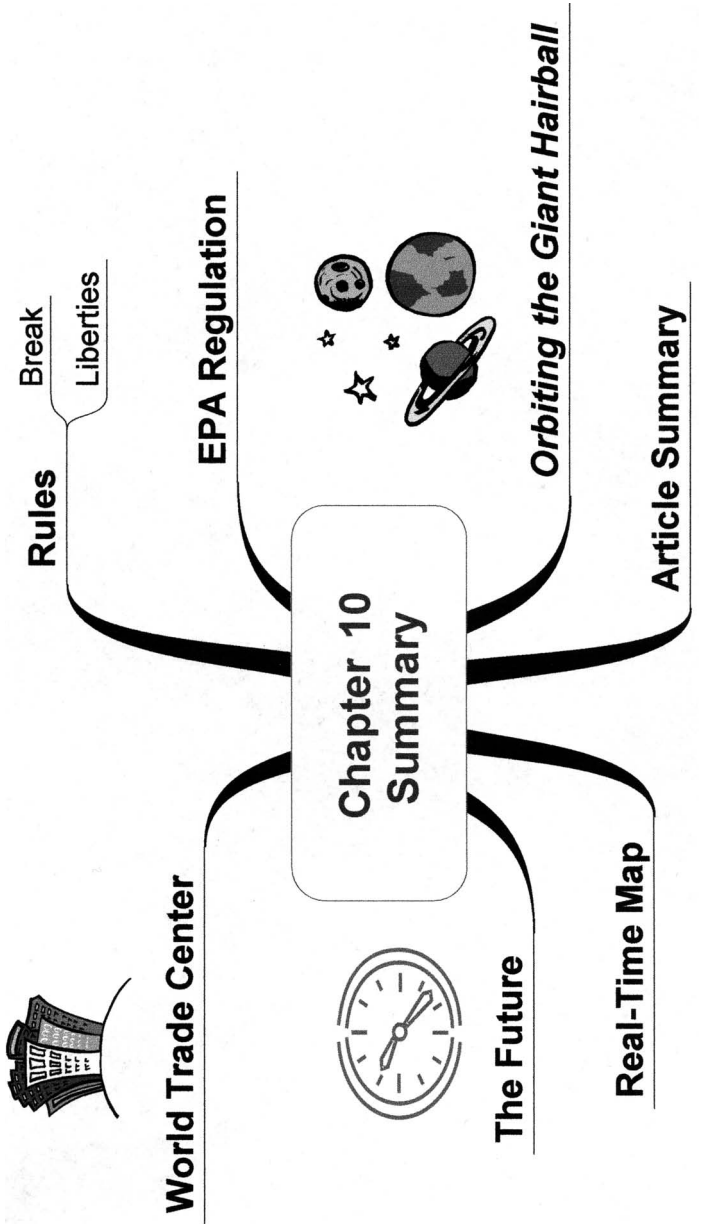 Chapter 10
Summary
Rules
Break
Liberties
EPA Regulation
Orbiting the Giant Hairball
Article Summary
Real-Time Map
The Future
World Trade Center